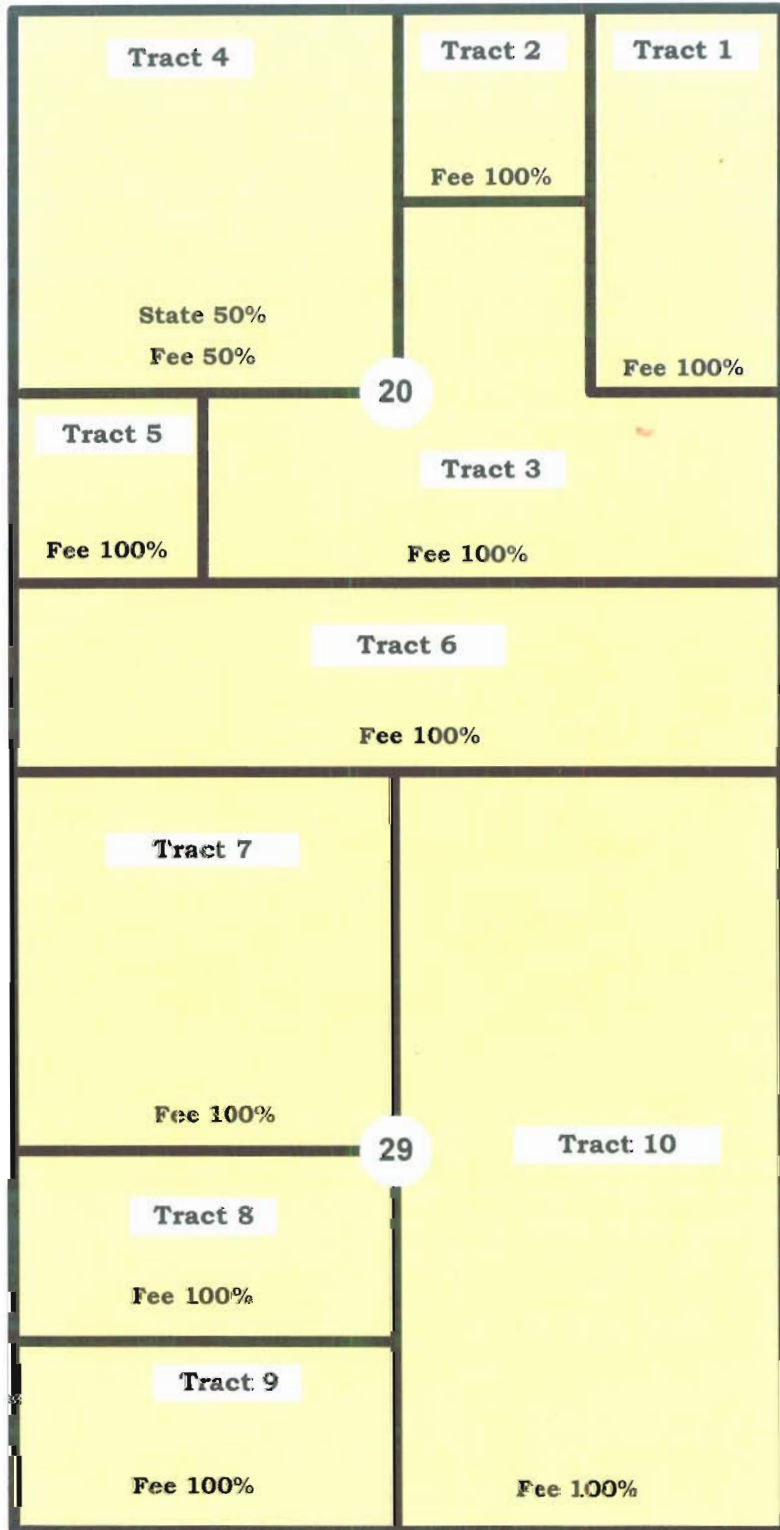 Tract 4
Tract 2
Tract 1
Fee 100%
State 50%
Fee 50%
Fee 100%
20
Tract 5
Tract 3
Fee 100%
Fee 100%
Tract 6
Fee 100%
Tract 7
Fee 100%
29
Tract 10
Tract 8
Fee 100%
Tract 9
Fee 100%
Fee 100%